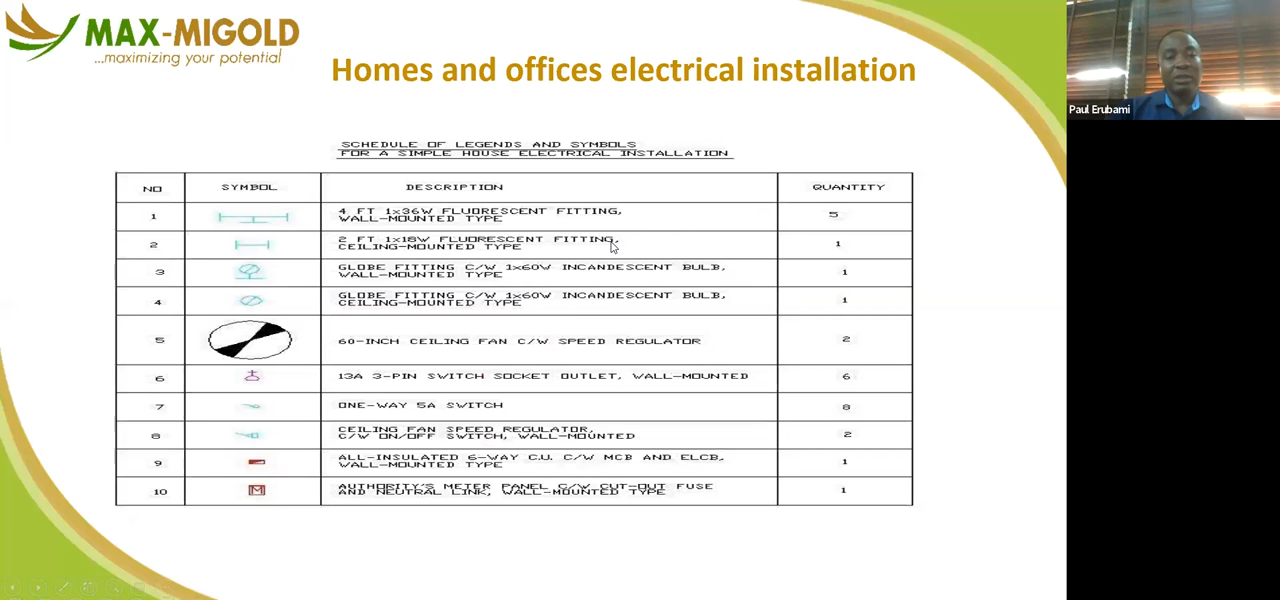 MAX-MIGOLD
...maximizing your potential
Homes and offices electrical installation
Paul Erubami
SCHEDULE OF LEGENDS AND SYMBOLS
FOR A SIMPLE HOUSE ELECTRICAL INSTALLATION
NO SYMBOL DESCRIPTION QUANTITY
1 4 FT 1x36W FLUORESCENT FITTING, 5
WALL-MOUNTED TYPE
2 2 FT 1x18W FLUORESCENT FITTING, 1
CEILING-MOUNTED TYPE
3 GLOBE FITTING C/W 1x60W INCANDESCENT BULB, 1
WALL-MOUNTED TYPE
4 GLOBE FITTING C/W 1x60W INCANDESCENT BULB, 1
CEILING-MOUNTED TYPE
5 60-INCH CEILING FAN C/W SPEED REGULATOR 2
6 13A 3-PIN SWITCH SOCKET OUTLET, WALL-MOUNTED 6
7 ONE-WAY 5A SWITCH 8
8 CEILING FAN SPEED REGULATOR, 2
C/W ON/OFF SWITCH, WALL-MOUNTED
9 ALL-INSULATED 6-WAY C.U. C/W MCB AND ELCB, 1
WALL-MOUNTED TYPE
10 M AUTHORITY'S METER PANEL C/W CUT-OUT FUSE 1
AND NEUTRAL LINK, WALL-MOUNTED TYPE